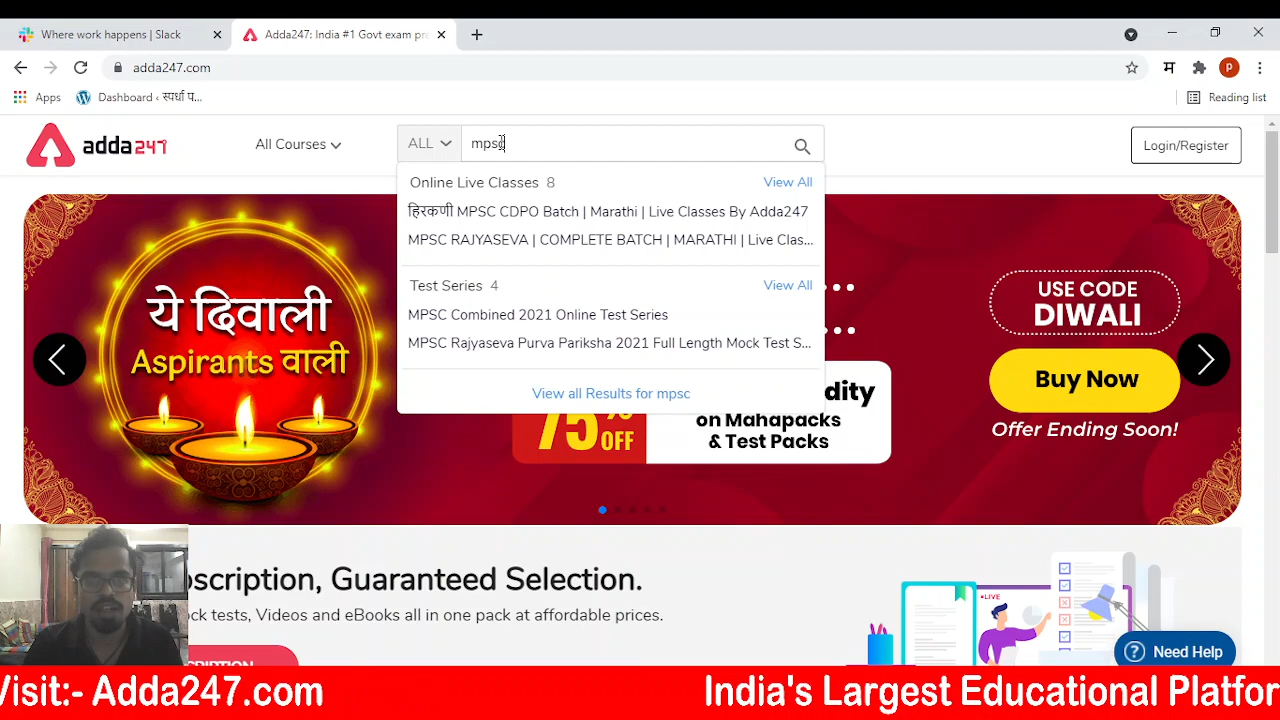 Where work happens | Slack
Adda247: India #1 Govt exam pre
adda247.com
म
p
Apps
Dashboard ‹ स्पर्धा प...
Reading list
adda247
All Courses
ALL
mpsc
Login/Register
Online Live Classes 8
View All
हिरकणी MPSC CDPO Batch | Marathi | Live Classes By Adda247
MPSC RAJYASEVA | COMPLETE BATCH | MARATHI | Live Clas...
Test Series 4
View All
MPSC Combined 2021 Online Test Series
MPSC Rajyaseva Purva Pariksha 2021 Full Length Mock Test S...
View all Results for mpsc
ये दिवाली
Aspirants वाली
75%
OFF
dity
on Mahapacks
& Test Packs
USE CODE
DIWALI
Buy Now
Offer Ending Soon!
scription, Guaranteed Selection.
ck tests, Videos and eBooks all in one pack at affordable prices.
LIVE
Need Help
Visit:- Adda247.com
India's Largest Educational Platfor